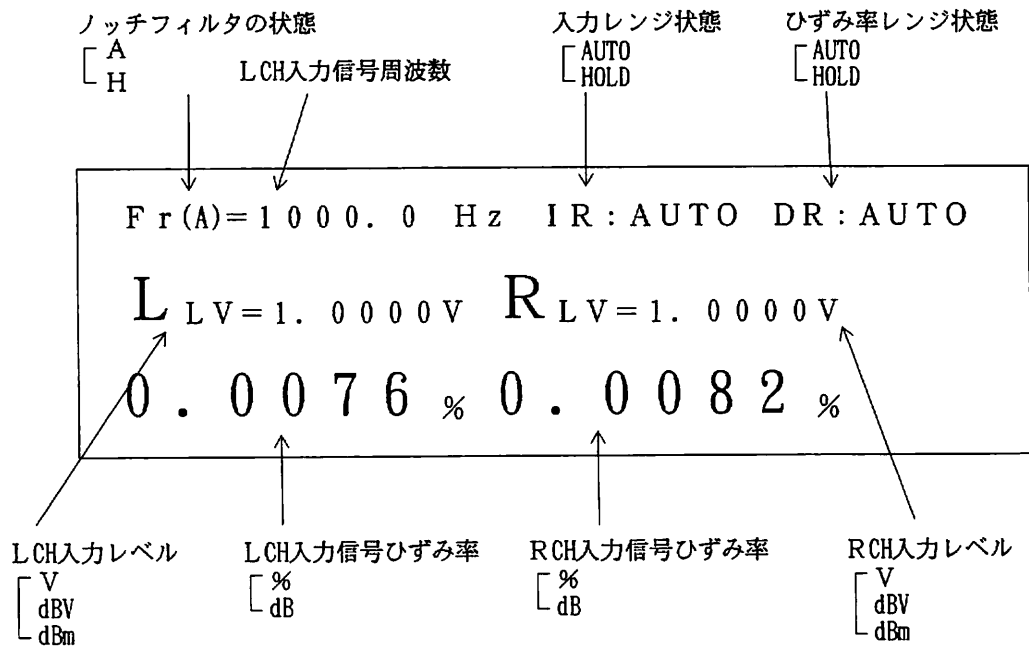 ノッチフィルタの状態
A
H
LCH入力信号周波数
入力レンジ状態
AUTO
HOLD
ひずみ率レンジ状態
AUTO
HOLD
Fr(A)=1000.0 Hz IR:AUTO DR:AUTO
L LV=1.0000V R LV=1.0000V
0.0076 % 0.0082 %
LCH入力レベル
V
dBV
dBm
LCH入力信号ひずみ率
%
dB
RCH入力信号ひずみ率
%
dB
RCH入力レベル
V
dBV
dBm